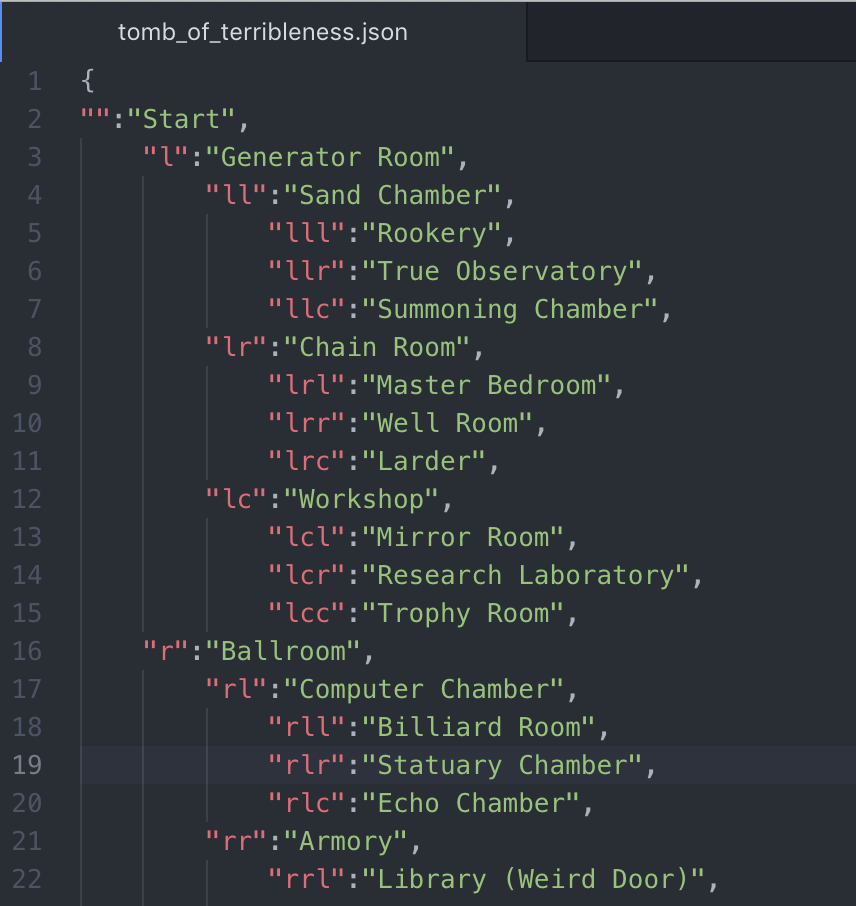 tomb_of_terribleness.json
1 {
2 "":"Start",
3 "l":"Generator Room",
4 "ll":"Sand Chamber",
5 "lll":"Rookery",
6 "llr":"True Observatory",
7 "llc":"Summoning Chamber",
8 "lr":"Chain Room",
9 "lrl":"Master Bedroom",
10 "lrr":"Well Room",
11 "lrc":"Larder",
12 "lc":"Workshop",
13 "lcl":"Mirror Room",
14 "lcr":"Research Laboratory",
15 "lcc":"Trophy Room",
16 "r":"Ballroom",
17 "rl":"Computer Chamber",
18 "rll":"Billiard Room",
19 "rlr":"Statuary Chamber",
20 "rlc":"Echo Chamber",
21 "rr":"Armory",
22 "rrl":"Library (Weird Door)",